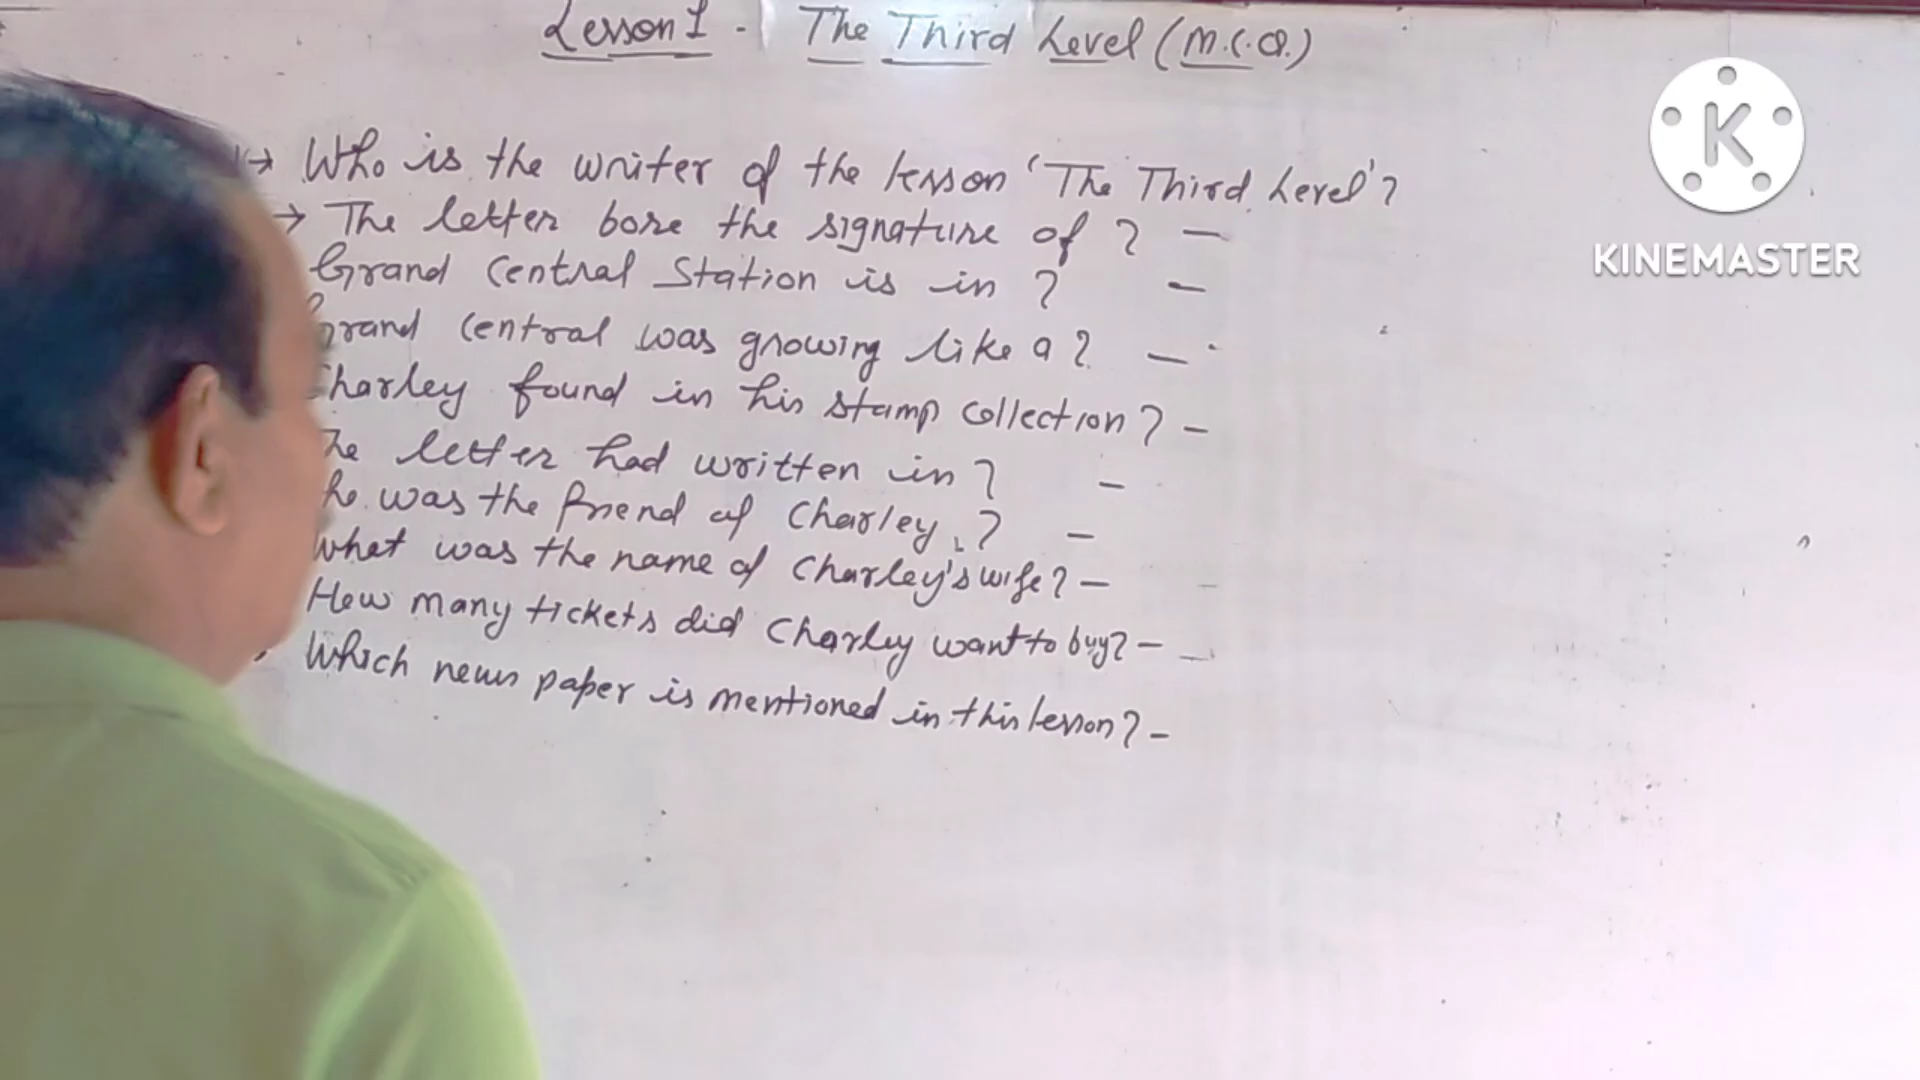 Lesson I - The Third Level (M.C.Q.)
→ Who is the writer of the lesson 'The Third Level'?
→ The letter bore the signature of ? —
Grand Central Station is in ? —
Grand Central was growing like a ? —
Charley found in his stamp collection ? —
The letter had written in ? —
was the friend of Charley ? —
What was the name of Charley's wife ? —
How many tickets did Charley want to buy? —
Which news paper is mentioned in this lesson ? —
K
KINEMASTER